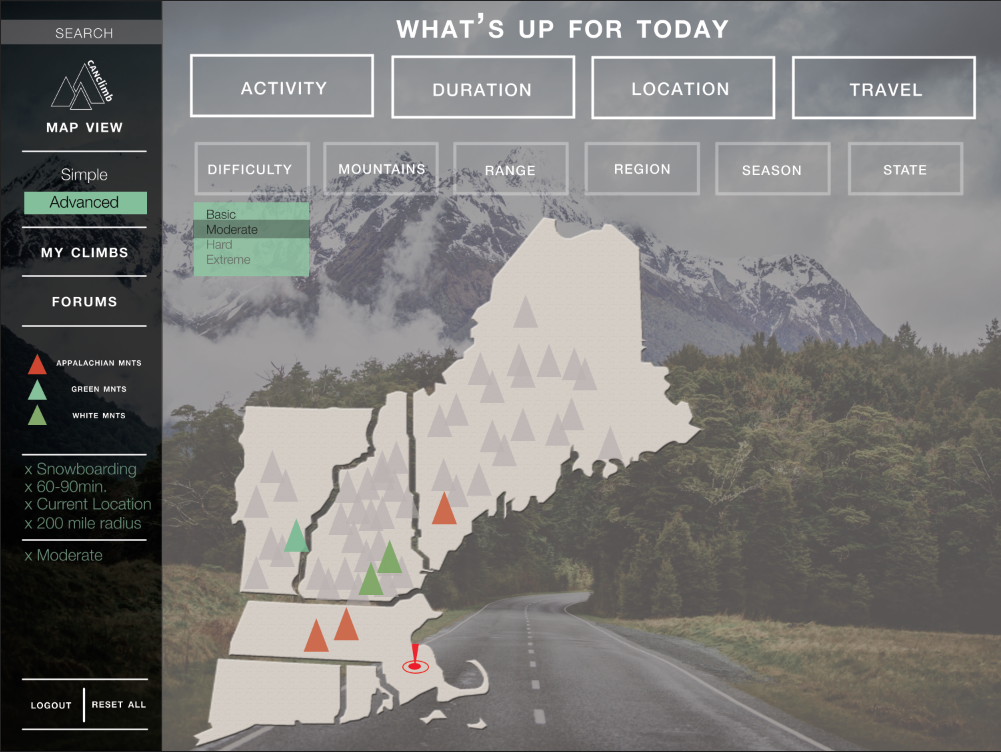 SEARCH
CANclimb
MAP VIEW
Simple
Advanced
MY CLIMBS
FORUMS
APPALACHIAN MNTS
GREEN MNTS
WHITE MNTS
x Snowboarding
x 60-90min.
x Current Location
x 200 mile radius
x Moderate
LOGOUT
RESET ALL
WHAT'S UP FOR TODAY
ACTIVITY
DURATION
LOCATION
TRAVEL
DIFFICULTY
MOUNTAINS
RANGE
REGION
SEASON
STATE
Basic
Moderate
Hard
Extreme